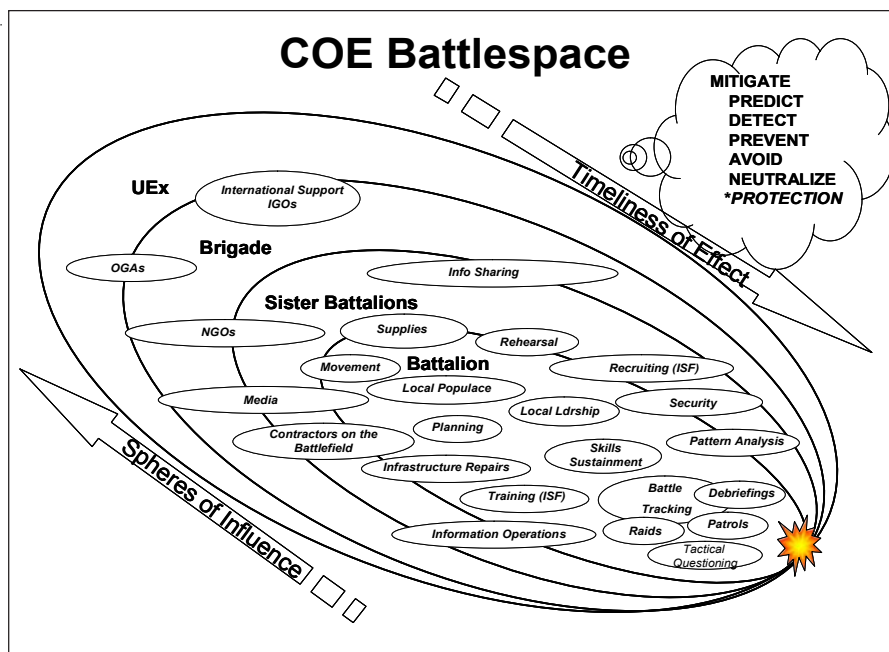 COE Battlespace
MITIGATE
PREDICT
DETECT
PREVENT
AVOID
NEUTRALIZE
*PROTECTION
Timeliness of Effect
UEx
International Support
IGOs
Brigade
OGAs
Info Sharing
Sister Battalions
NGOs
Supplies
Rehearsal
Movement
Battalion
Recruiting (ISF)
Local Populace
Media
Local Ldrship
Security
Planning
Contractors on the
Battlefield
Pattern Analysis
Skills
Sustainment
Infrastructure Repairs
Training (ISF)
Battle
Tracking
Debriefings
Information Operations
Raids
Patrols
Tactical
Questioning
Spheres of Influence